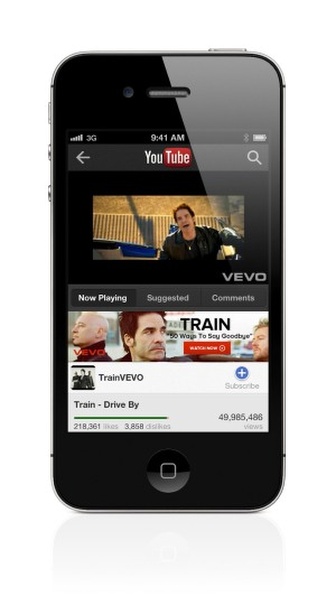 3G 9:41 AM
YouTube
VEVO
Now Playing Suggested Comments
TRAIN
"50 Ways To Say Goodbye"
WATCH NOW
VEVO
TrainVEVO
Subscribe
Train - Drive By
49,985,486
218,361 likes 3,858 dislikes views